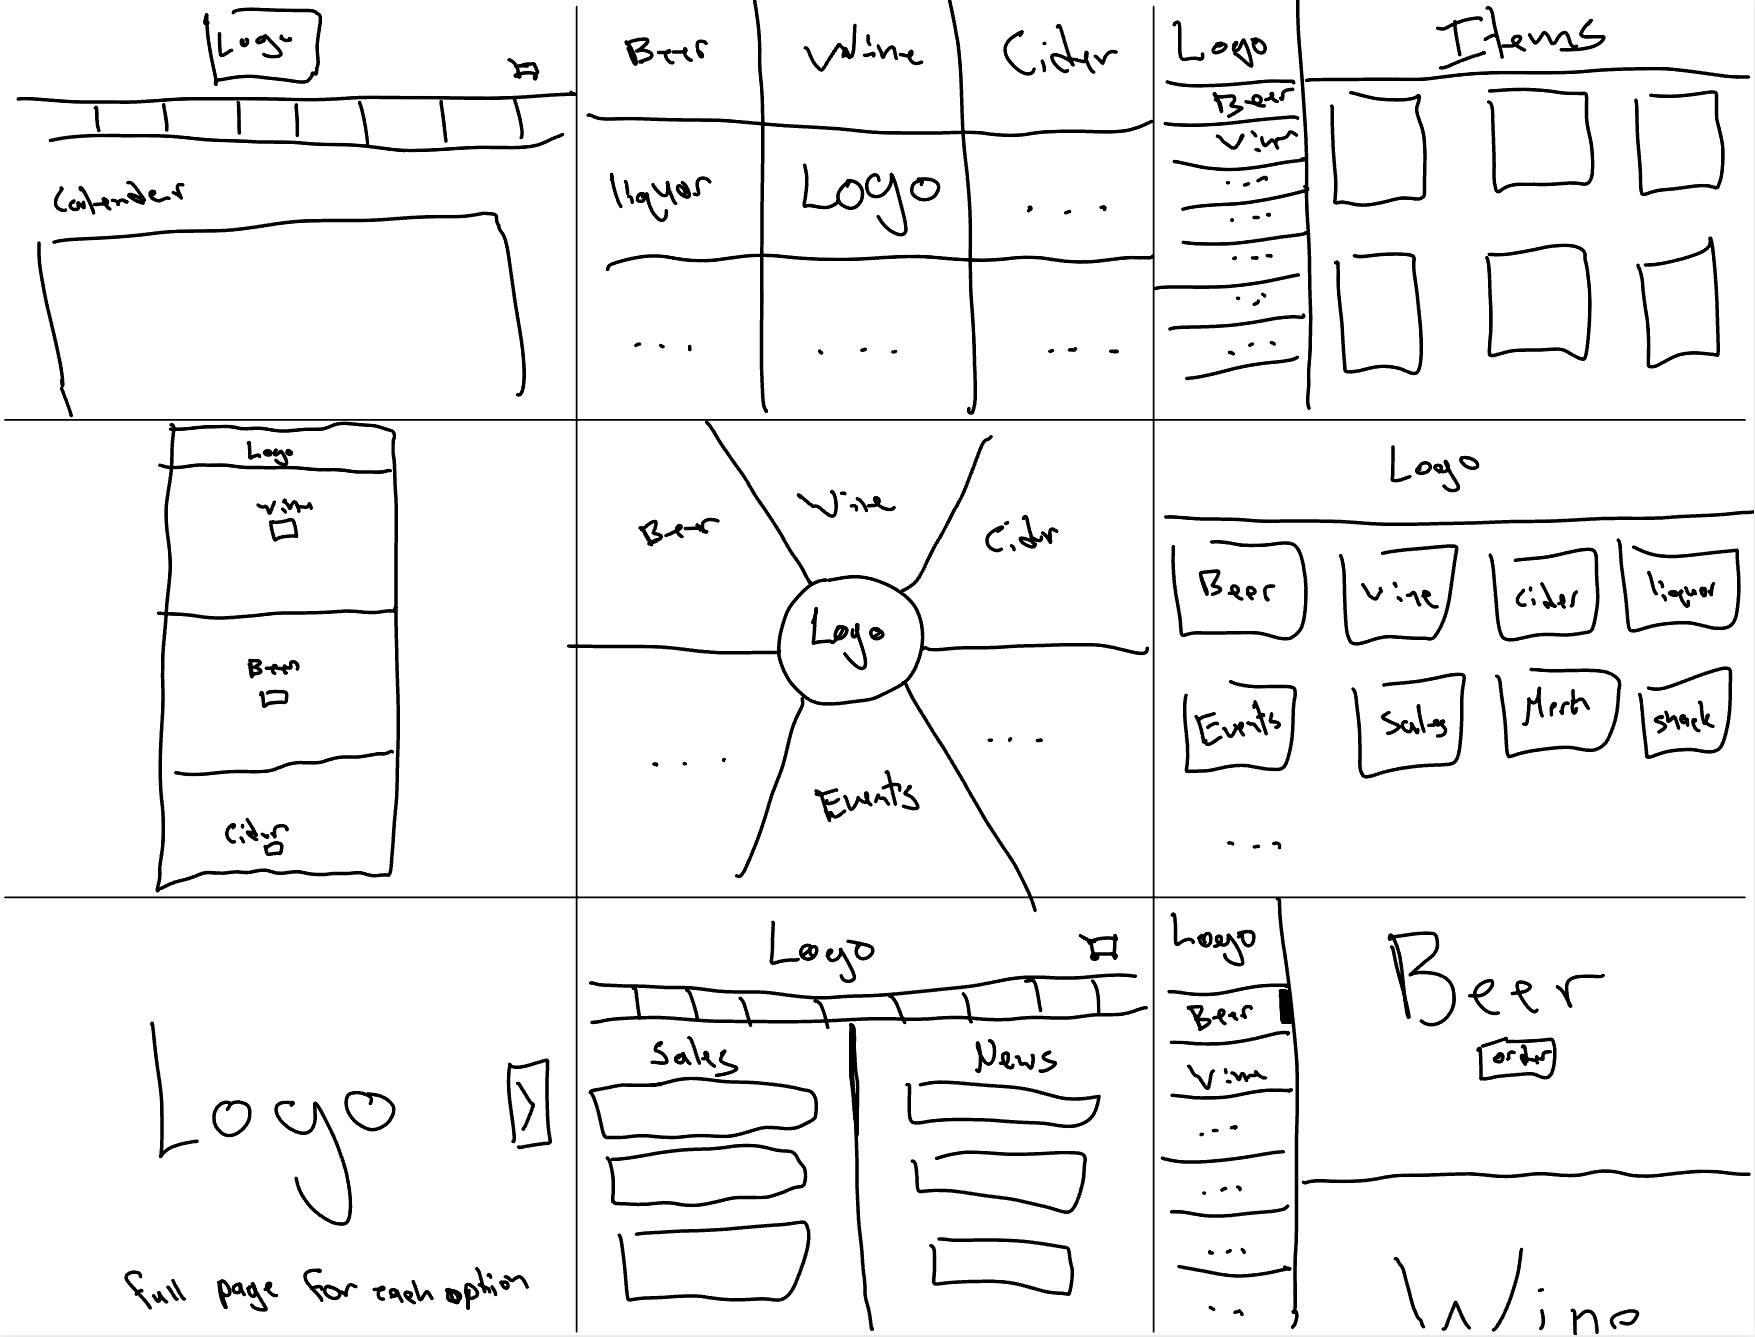 Logo
Calender
Beer
Wine
Cider
liquor
Logo
...
...
...
...
Logo
Items
Beer
Wine
...
...
...
...
...
Logo
Wine
Beer
Cider
Beer
Wine
Cider
Logo
...
...
Events
Logo
Beer
Wine
Cider
liquor
Events
Sales
Merch
snack
...
Logo
>
full page for each option
Logo
Sales
News
Logo
Beer
Wine
...
...
...
...
Beer
order
Wine